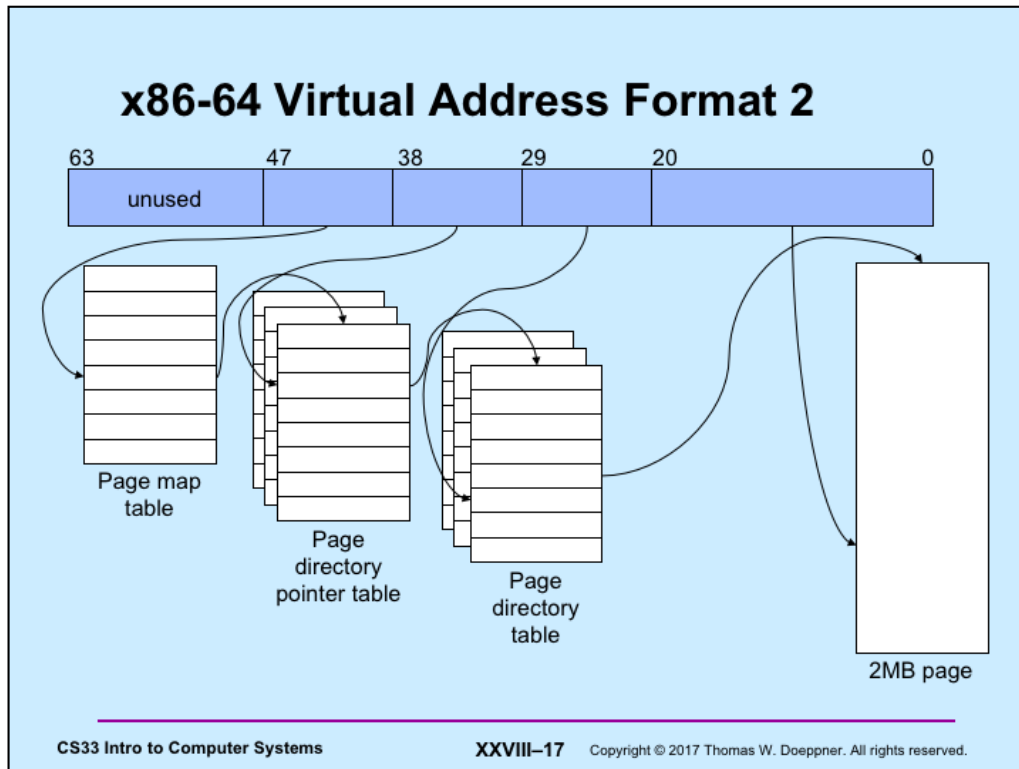 x86-64 Virtual Address Format 2
63 47 38 29 20 0
unused
Page map
table
Page
directory
pointer table
Page
directory
table
2MB page
CS33 Intro to Computer Systems XXVIII–17 Copyright © 2017 Thomas W. Doeppner. All rights reserved.